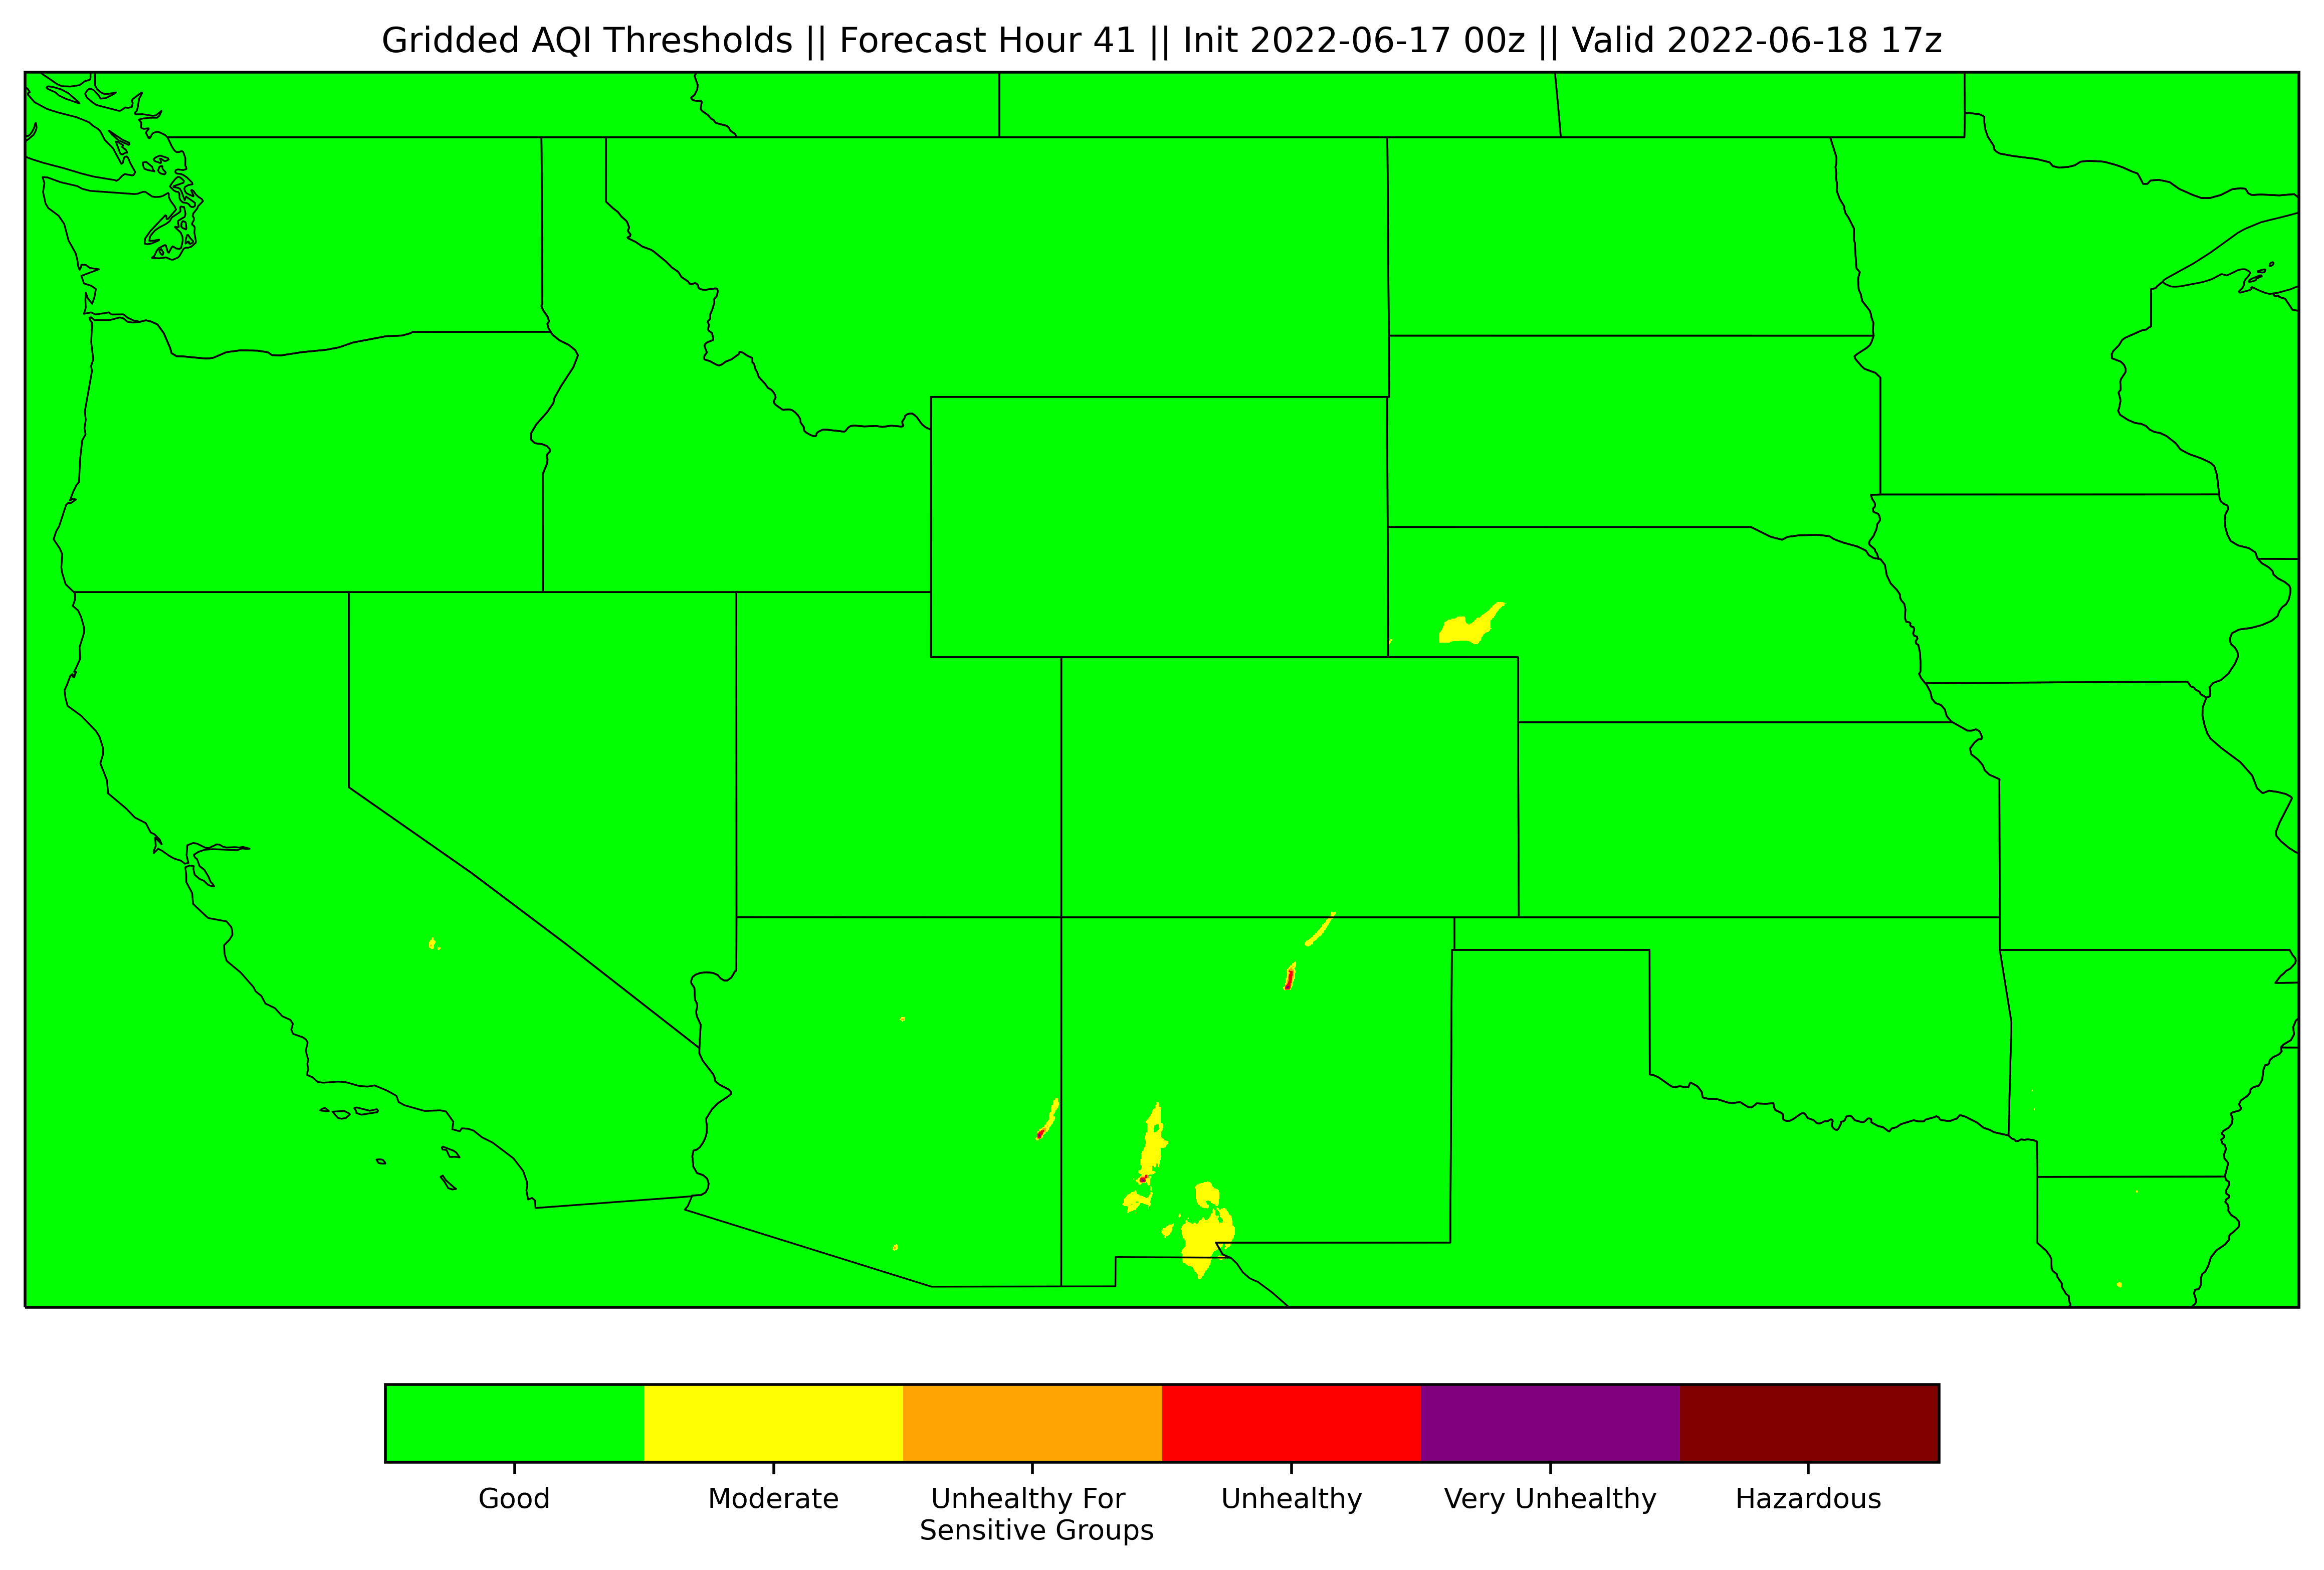 Gridded AQI Thresholds || Forecast Hour 41 || Init 2022-06-17 00z || Valid 2022-06-18 17z
Good
Moderate
Unhealthy For
Sensitive Groups
Unhealthy
Very Unhealthy
Hazardous